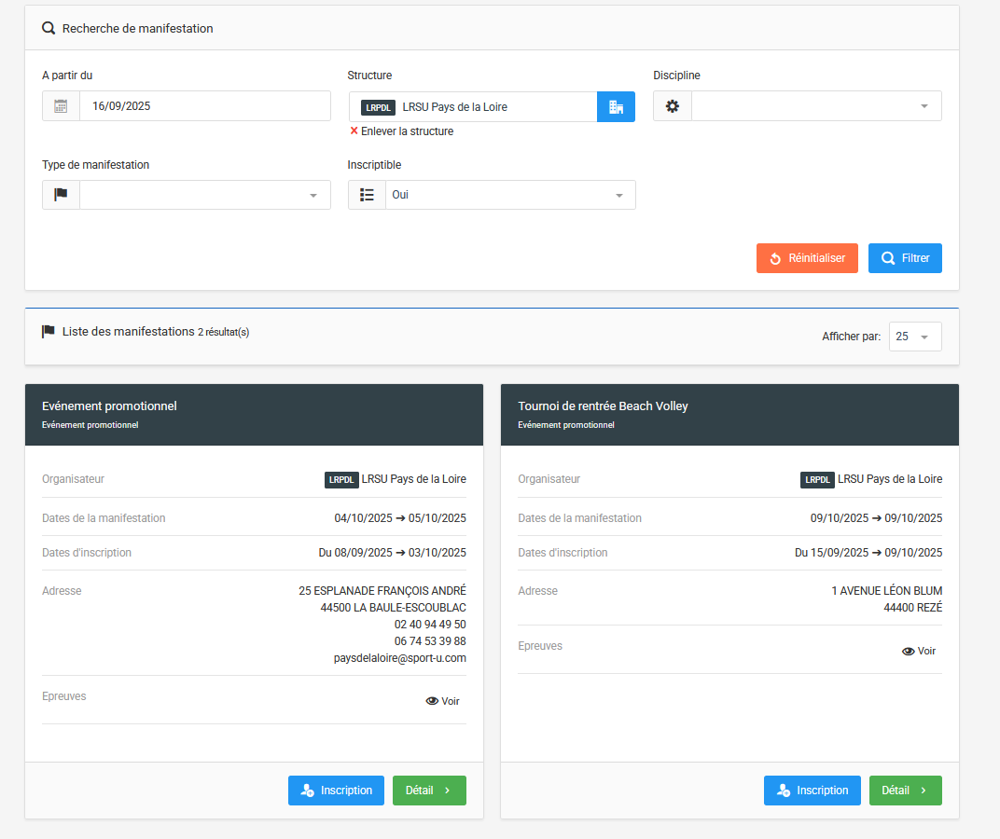 Recherche de manifestation
A partir du
Structure
Discipline
16/09/2025
LRPDL LRSU Pays de la Loire
Enlever la structure
Type de manifestation
Inscriptible
Oui
Réinitialiser
Filtrer
Liste des manifestations 2 résultat(s)
Afficher par: 25
Evénement promotionnel
Evénement promotionnel
Organisateur LRPDL LRSU Pays de la Loire
Dates de la manifestation 04/10/2025 ➔ 05/10/2025
Dates d'inscription Du 08/09/2025 ➔ 03/10/2025
Adresse 25 ESPLANADE FRANÇOIS ANDRÉ
44500 LA BAULE-ESCOUBLAC
02 40 94 49 50
06 74 53 39 88
paysdelaloire@sport-u.com
Epreuves Voir
Inscription Détail
Tournoi de rentrée Beach Volley
Evénement promotionnel
Organisateur LRPDL LRSU Pays de la Loire
Dates de la manifestation 09/10/2025 ➔ 09/10/2025
Dates d'inscription Du 15/09/2025 ➔ 09/10/2025
Adresse 1 AVENUE LÉON BLUM
44400 REZÉ
Epreuves Voir
Inscription Détail